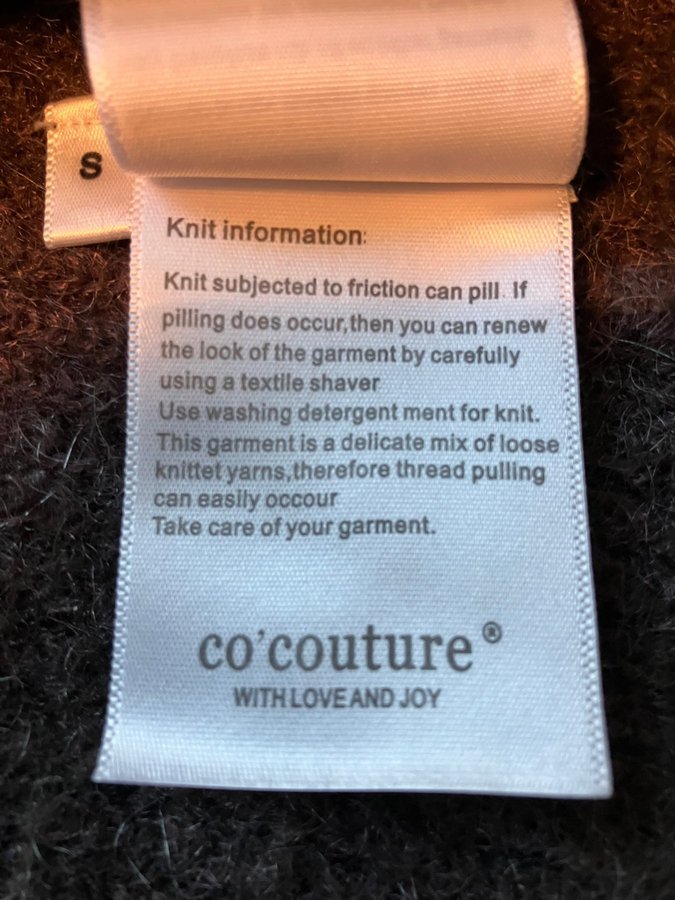 S
Knit information:
Knit subjected to friction can pill. If
pilling does occur,then you can renew
the look of the garment by carefully
using a textile shaver
Use washing detergent ment for knit.
This garment is a delicate mix of loose
knittet yarns,therefore thread pulling
can easily occour
Take care of your garment.
co'couture®
WITH LOVE AND JOY